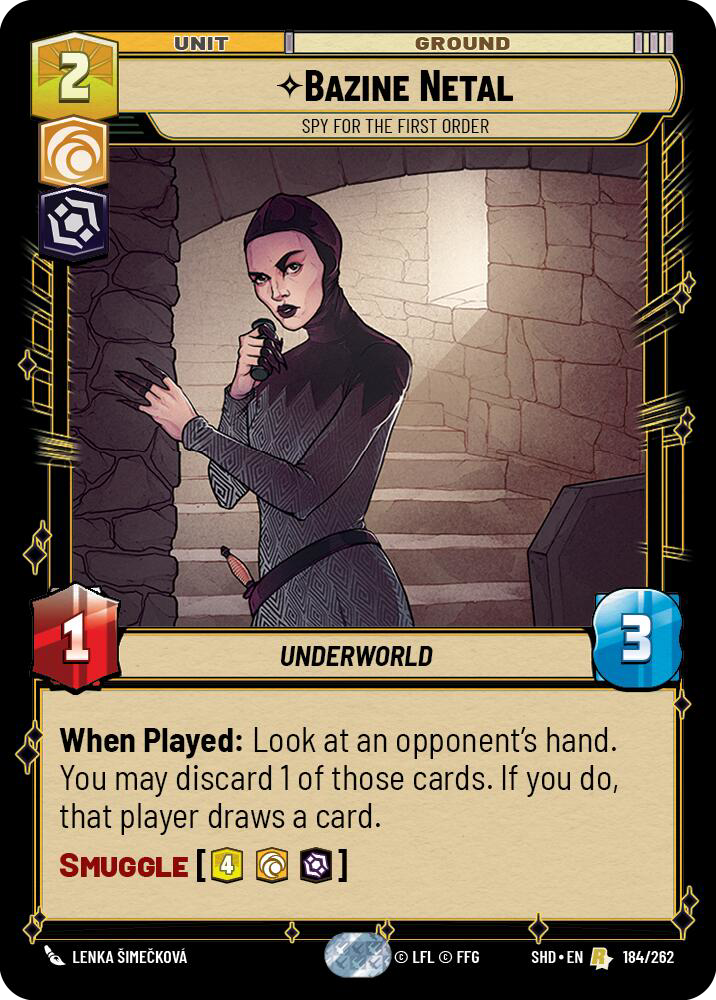 UNIT
GROUND
2
✧BAZINE NETAL
SPY FOR THE FIRST ORDER
1
UNDERWORLD
3
When Played: Look at an opponent's hand.
You may discard 1 of those cards. If you do,
that player draws a card.
SMUGGLE [4]
LENKA ŠIMEČKOVÁ
© LFL © FFG
SHD • EN R 184/262